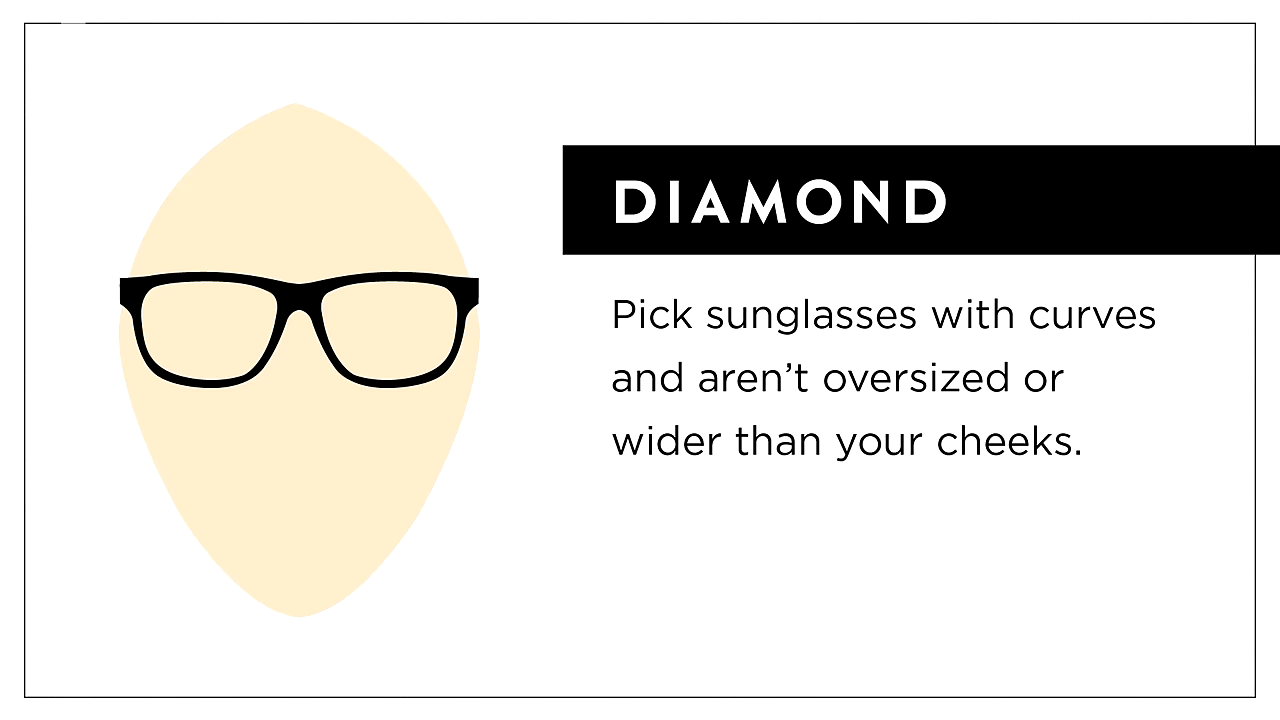 DIAMOND
Pick sunglasses with curves
and aren’t oversized or
wider than your cheeks.